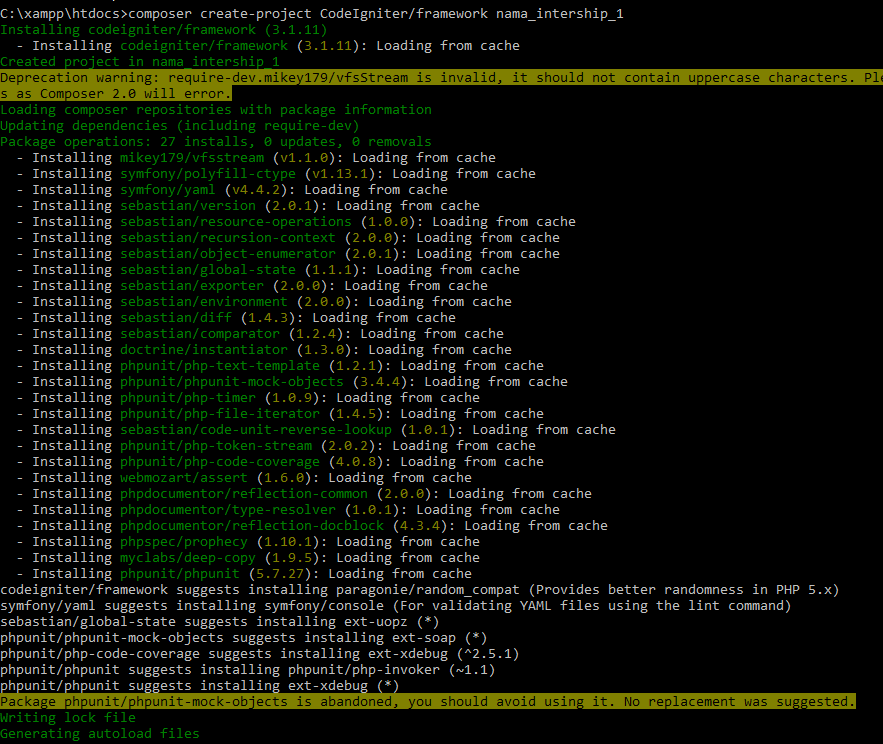 C:\xampp\htdocs>composer create-project CodeIgniter/framework nama_intership_1
Installing codeigniter/framework (3.1.11)
  - Installing codeigniter/framework (3.1.11): Loading from cache
Created project in nama_intership_1
Deprecation warning: require-dev.mikey179/vfsStream is invalid, it should not contain uppercase characters. Ple
s as Composer 2.0 will error.
Loading composer repositories with package information
Updating dependencies (including require-dev)
Package operations: 27 installs, 0 updates, 0 removals
  - Installing mikey179/vfsstream (v1.1.0): Loading from cache
  - Installing symfony/polyfill-ctype (v1.13.1): Loading from cache
  - Installing symfony/yaml (v4.4.2): Loading from cache
  - Installing sebastian/version (2.0.1): Loading from cache
  - Installing sebastian/resource-operations (1.0.0): Loading from cache
  - Installing sebastian/recursion-context (2.0.0): Loading from cache
  - Installing sebastian/object-enumerator (2.0.1): Loading from cache
  - Installing sebastian/global-state (1.1.1): Loading from cache
  - Installing sebastian/exporter (2.0.0): Loading from cache
  - Installing sebastian/environment (2.0.0): Loading from cache
  - Installing sebastian/diff (1.4.3): Loading from cache
  - Installing sebastian/comparator (1.2.4): Loading from cache
  - Installing doctrine/instantiator (1.3.0): Loading from cache
  - Installing phpunit/php-text-template (1.2.1): Loading from cache
  - Installing phpunit/phpunit-mock-objects (3.4.4): Loading from cache
  - Installing phpunit/php-timer (1.0.9): Loading from cache
  - Installing phpunit/php-file-iterator (1.4.5): Loading from cache
  - Installing sebastian/code-unit-reverse-lookup (1.0.1): Loading from cache
  - Installing phpunit/php-token-stream (2.0.2): Loading from cache
  - Installing phpunit/php-code-coverage (4.0.8): Loading from cache
  - Installing webmozart/assert (1.6.0): Loading from cache
  - Installing phpdocumentor/reflection-common (2.0.0): Loading from cache
  - Installing phpdocumentor/type-resolver (1.0.1): Loading from cache
  - Installing phpdocumentor/reflection-docblock (4.3.4): Loading from cache
  - Installing phpspec/prophecy (1.10.1): Loading from cache
  - Installing myclabs/deep-copy (1.9.5): Loading from cache
  - Installing phpunit/phpunit (5.7.27): Loading from cache
codeigniter/framework suggests installing paragonie/random_compat (Provides better randomness in PHP 5.x)
symfony/yaml suggests installing symfony/console (For validating YAML files using the lint command)
sebastian/global-state suggests installing ext-uopz (*)
phpunit/phpunit-mock-objects suggests installing ext-soap (*)
phpunit/php-code-coverage suggests installing ext-xdebug (^2.5.1)
phpunit/phpunit suggests installing phpunit/php-invoker (~1.1)
phpunit/phpunit suggests installing ext-xdebug (*)
Package phpunit/phpunit-mock-objects is abandoned, you should avoid using it. No replacement was suggested.
Writing lock file
Generating autoload files